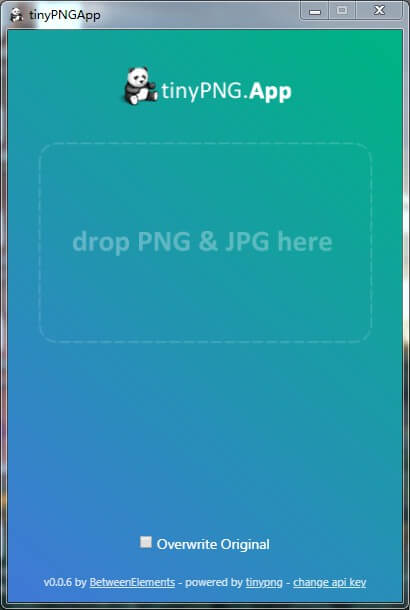 tinyPNGApp
tinyPNG.App
drop PNG & JPG here
Overwrite Original
v0.0.6 by BetweenElements - powered by tinypng - change api key